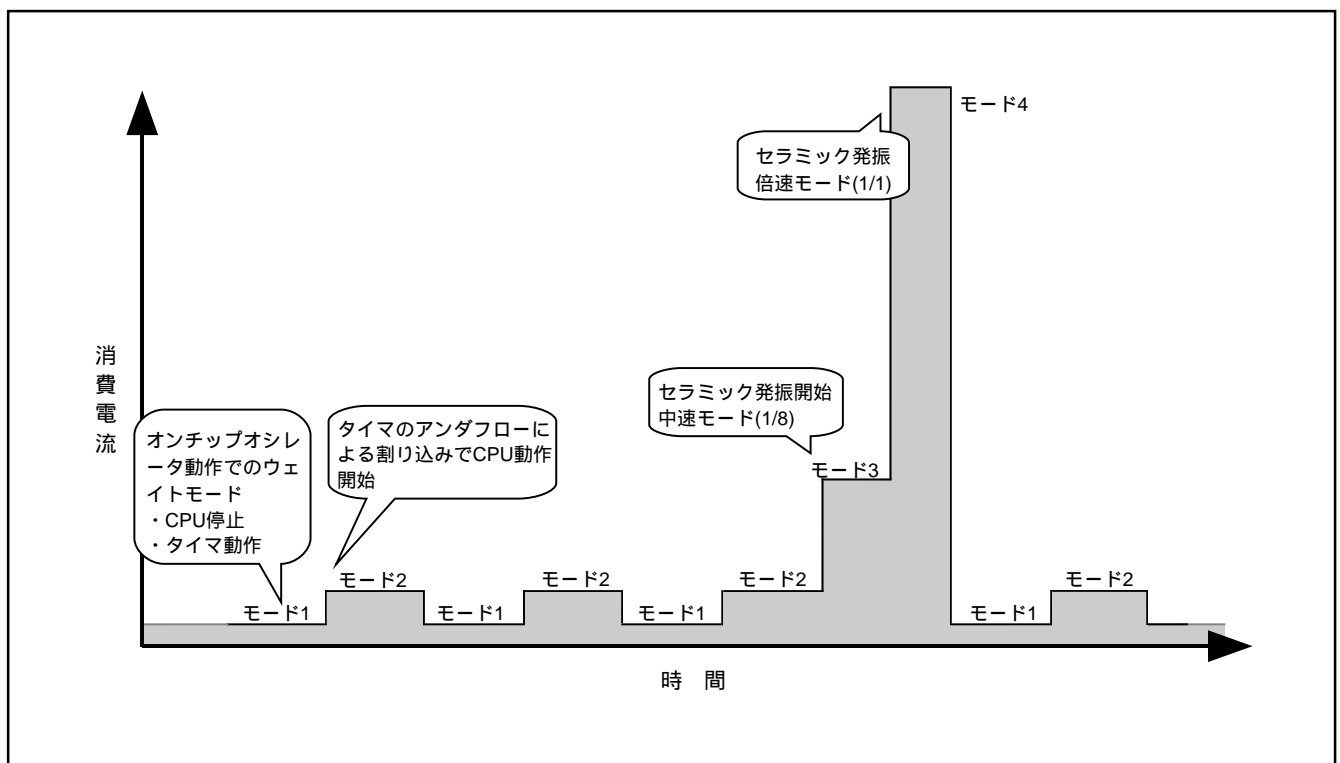 モード4
セラミック発振
倍速モード(1/1)
消費電流
セラミック発振開始
中速モード(1/8)
モード3
オンチップオシレ
ータ動作でのウェ
イトモード
・CPU停止
・タイマ動作
タイマのアンダフローに
よる割り込みでCPU動作
開始
モード1
モード2
モード1
モード2
モード1
モード2
モード1
モード2
時 間